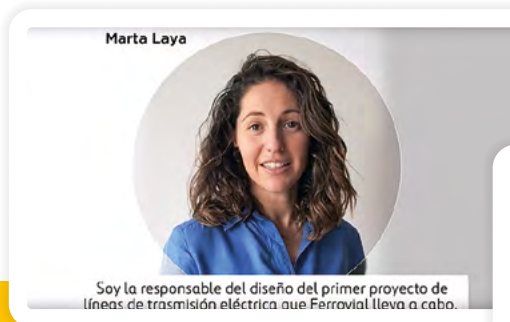 Marta Laya
Soy la responsable del diseño del primer proyecto de
líneas de trasmisión eléctrica que Ferrovial lleva a cabo.